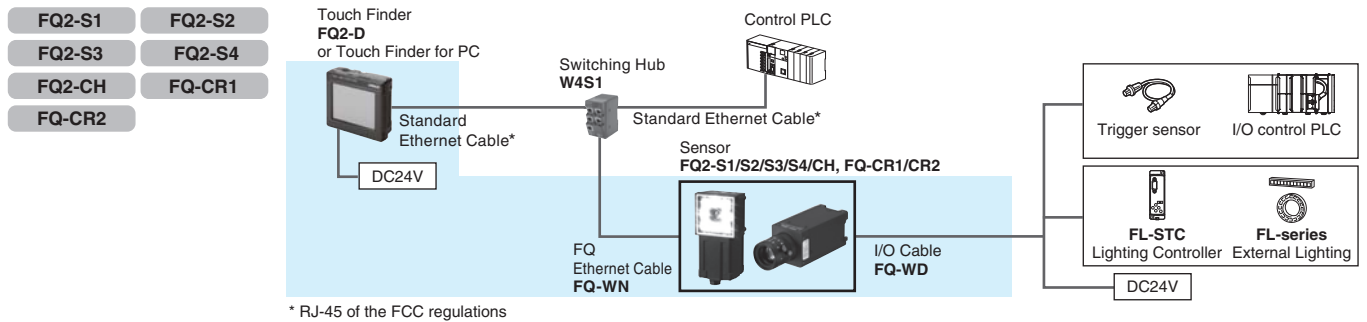 FQ2-S1
FQ2-S2
FQ2-S3
FQ2-S4
FQ2-CH
FQ-CR1
FQ-CR2
Touch Finder
FQ2-D
or Touch Finder for PC
Standard
Ethernet Cable*
DC24V
Switching Hub
W4S1
Control PLC
Standard Ethernet Cable*
Sensor
FQ2-S1/S2/S3/S4/CH, FQ-CR1/CR2
FQ
Ethernet Cable
FQ-WN
I/O Cable
FQ-WD
Trigger sensor
I/O control PLC
FL-STC
Lighting Controller
FL-series
External Lighting
DC24V
* RJ-45 of the FCC regulations